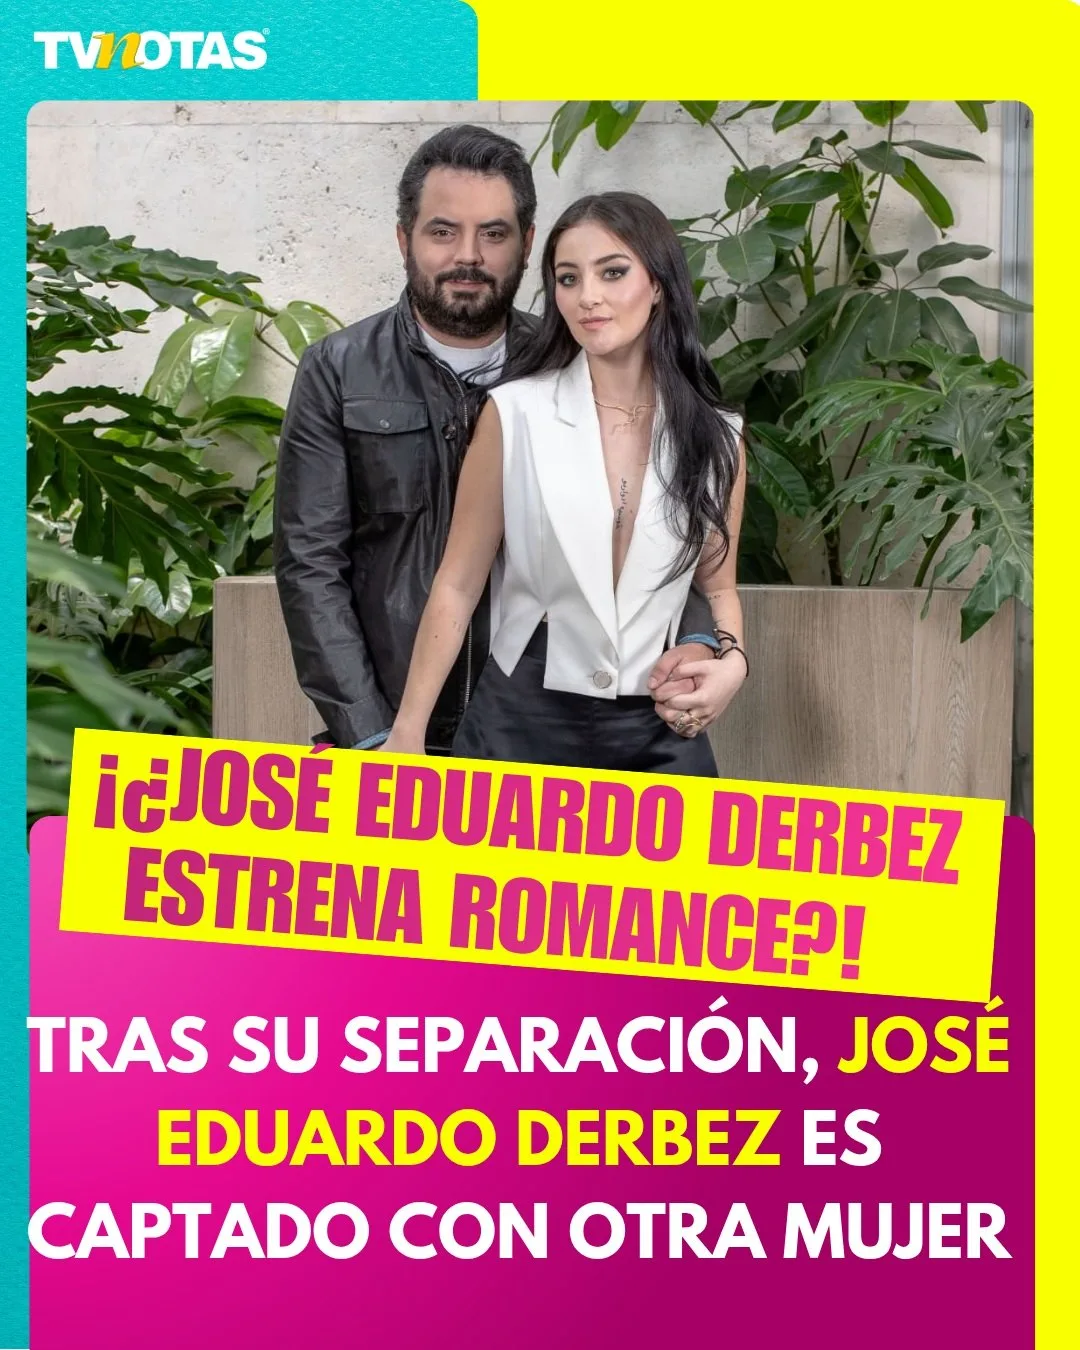 TVNOTAS
¡¿JOSÉ EDUARDO DERBEZ
ESTRENA ROMANCE?!
TRAS SU SEPARACIÓN, JOSÉ
EDUARDO DERBEZ ES
CAPTADO CON OTRA MUJER